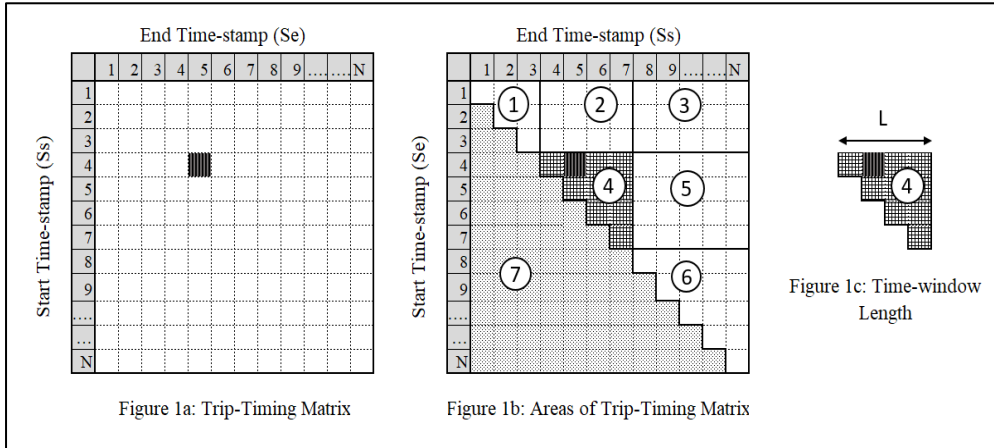 End Time-stamp (Se)
1 2 3 4 5 6 7 8 9 .... .... N
Start Time-stamp (Ss)
1
2
3
4
5
6
7
8
9
....
...
N
Figure 1a: Trip-Timing Matrix
End Time-stamp (Ss)
1 2 3 4 5 6 7 8 9 .... .... N
Start Time-stamp (Se)
1
2
3
4
5
6
7
8
9
....
...
N
1 2 3
4 5
7 6
Figure 1b: Areas of Trip-Timing Matrix
L
4
Figure 1c: Time-window
Length